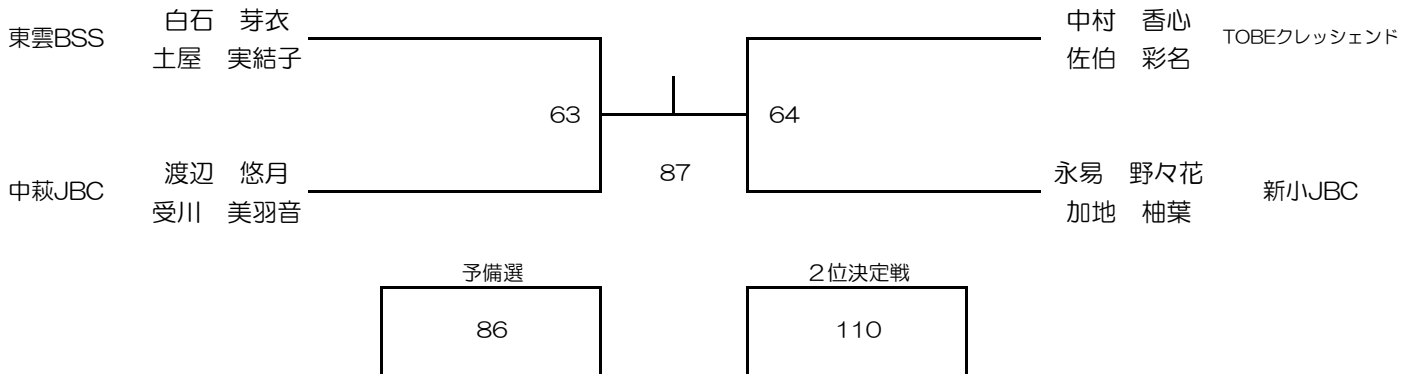 東雲BSS
白石　芽衣
土屋　実結子
中萩JBC
渡辺　悠月
受川　美羽音
63
87
64
中村　香心
佐伯　彩名
TOBEクレッシェンド
永易　野々花
加地　柚葉
新小JBC
予備選
86
２位決定戦
110